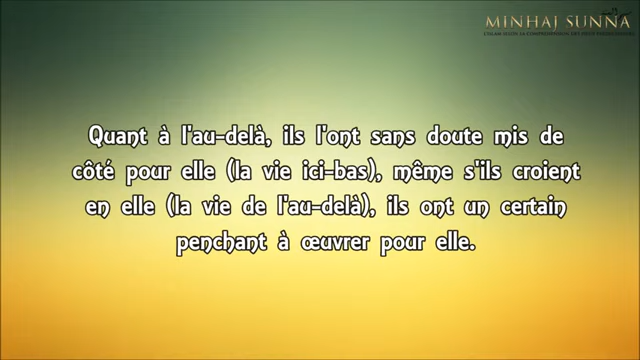 MINHAJ SUNNA
Quant à l'au-delà, ils l'ont sans doute mis de
côté pour elle (la vie ici-bas), même s'ils croient
en elle (la vie de l'au-delà), ils ont un certain
penchant à œuvrer pour elle.